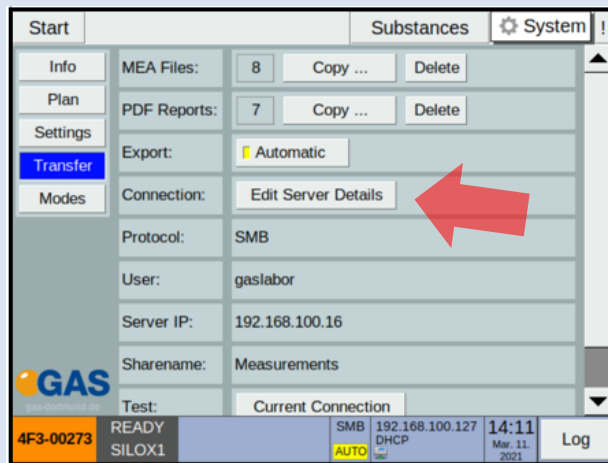 Start
Substances
System
!
Info
Plan
Settings
Transfer
Modes
MEA Files:
8
Copy ...
Delete
PDF Reports:
7
Copy ...
Delete
Export:
Automatic
Connection:
Edit Server Details
Protocol:
SMB
User:
gaslabor
Server IP:
192.168.100.16
Sharename:
Measurements
Test:
Current Connection
GAS
gas-dortmund.de
4F3-00273
READY
SILOX1
SMB
AUTO
192.168.100.127
DHCP
14:11
Mar. 11.
2021
Log